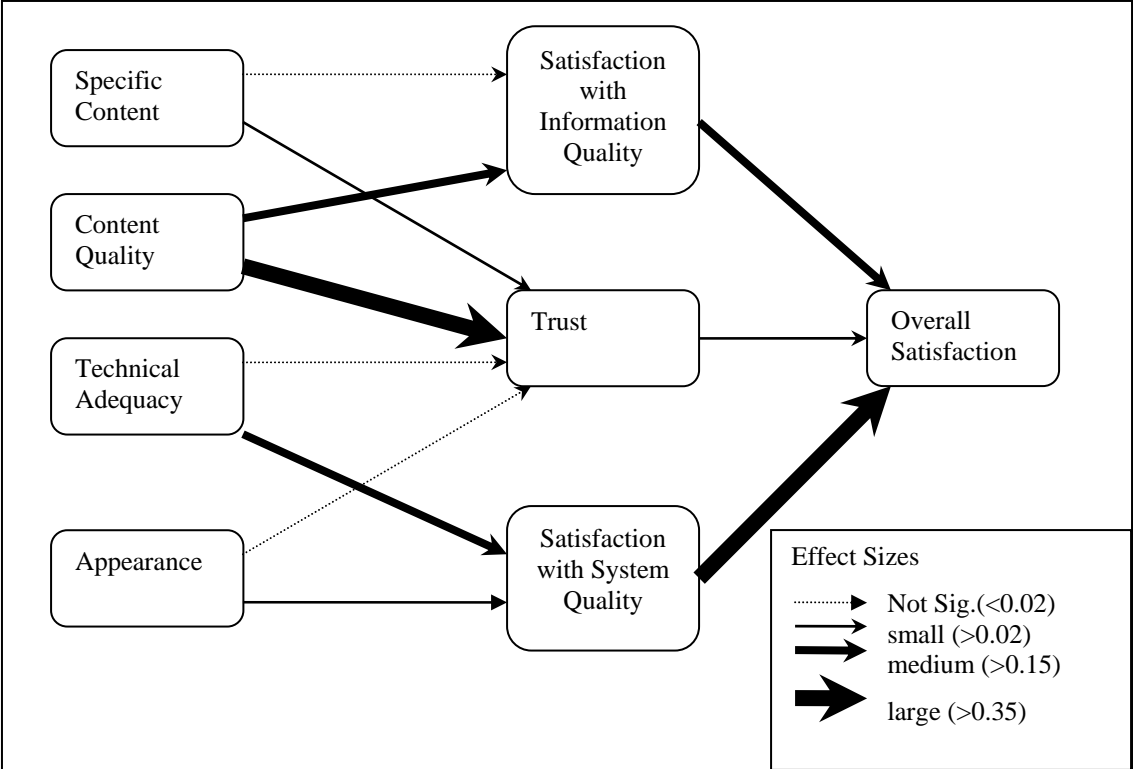 Specific
Content
Satisfaction
with
Information
Quality
Content
Quality
Trust
Overall
Satisfaction
Technical
Adequacy
Appearance
Satisfaction
with System
Quality
Effect Sizes
Not Sig.(<0.02)
small (>0.02)
medium (>0.15)
large (>0.35)